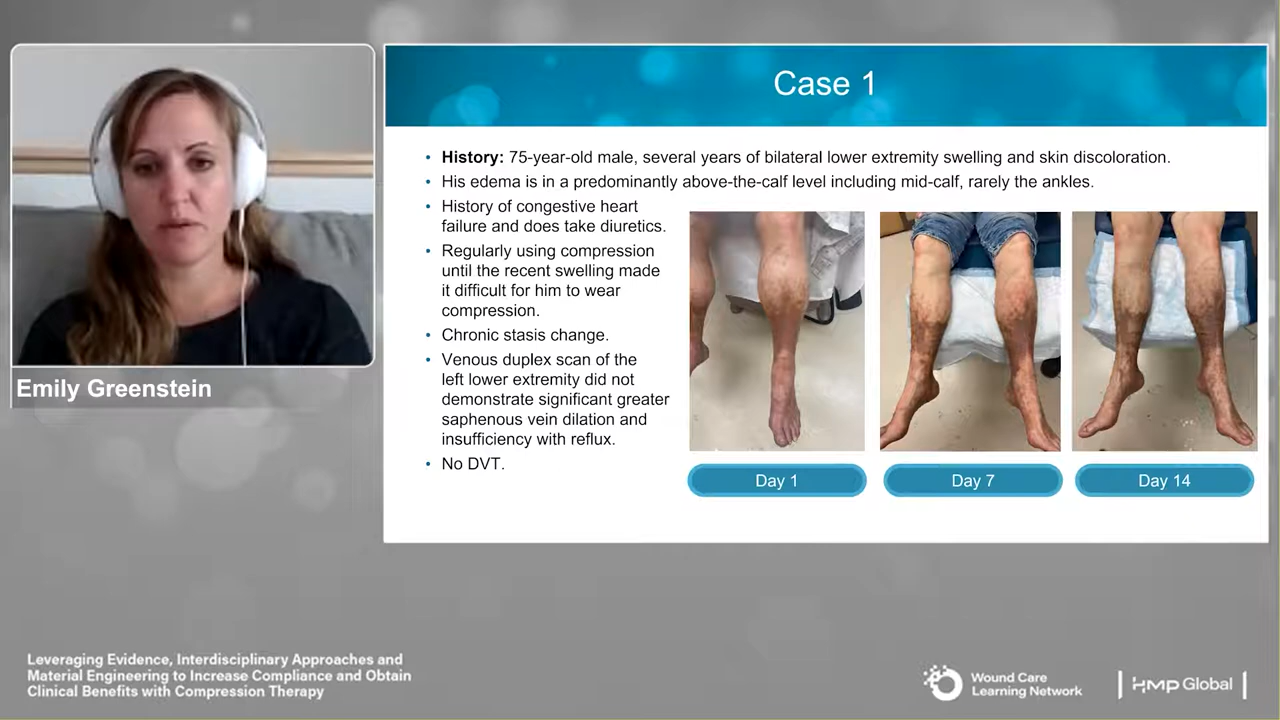 Case 1
• History: 75-year-old male, several years of bilateral lower extremity swelling and skin discoloration.
• His edema is in a predominantly above-the-calf level including mid-calf, rarely the ankles.
• History of congestive heart
failure and does take diuretics.
• Regularly using compression
until the recent swelling made
it difficult for him to wear
compression.
• Chronic stasis change.
• Venous duplex scan of the
left lower extremity did not
demonstrate significant greater
saphenous vein dilation and
insufficiency with reflux.
• No DVT.
Day 1
Day 7
Day 14
Emily Greenstein
Leveraging Evidence, Interdisciplinary Approaches and
Material Engineering to Increase Compliance and Obtain
Clinical Benefits with Compression Therapy
Wound Care
Learning Network
HMP Global